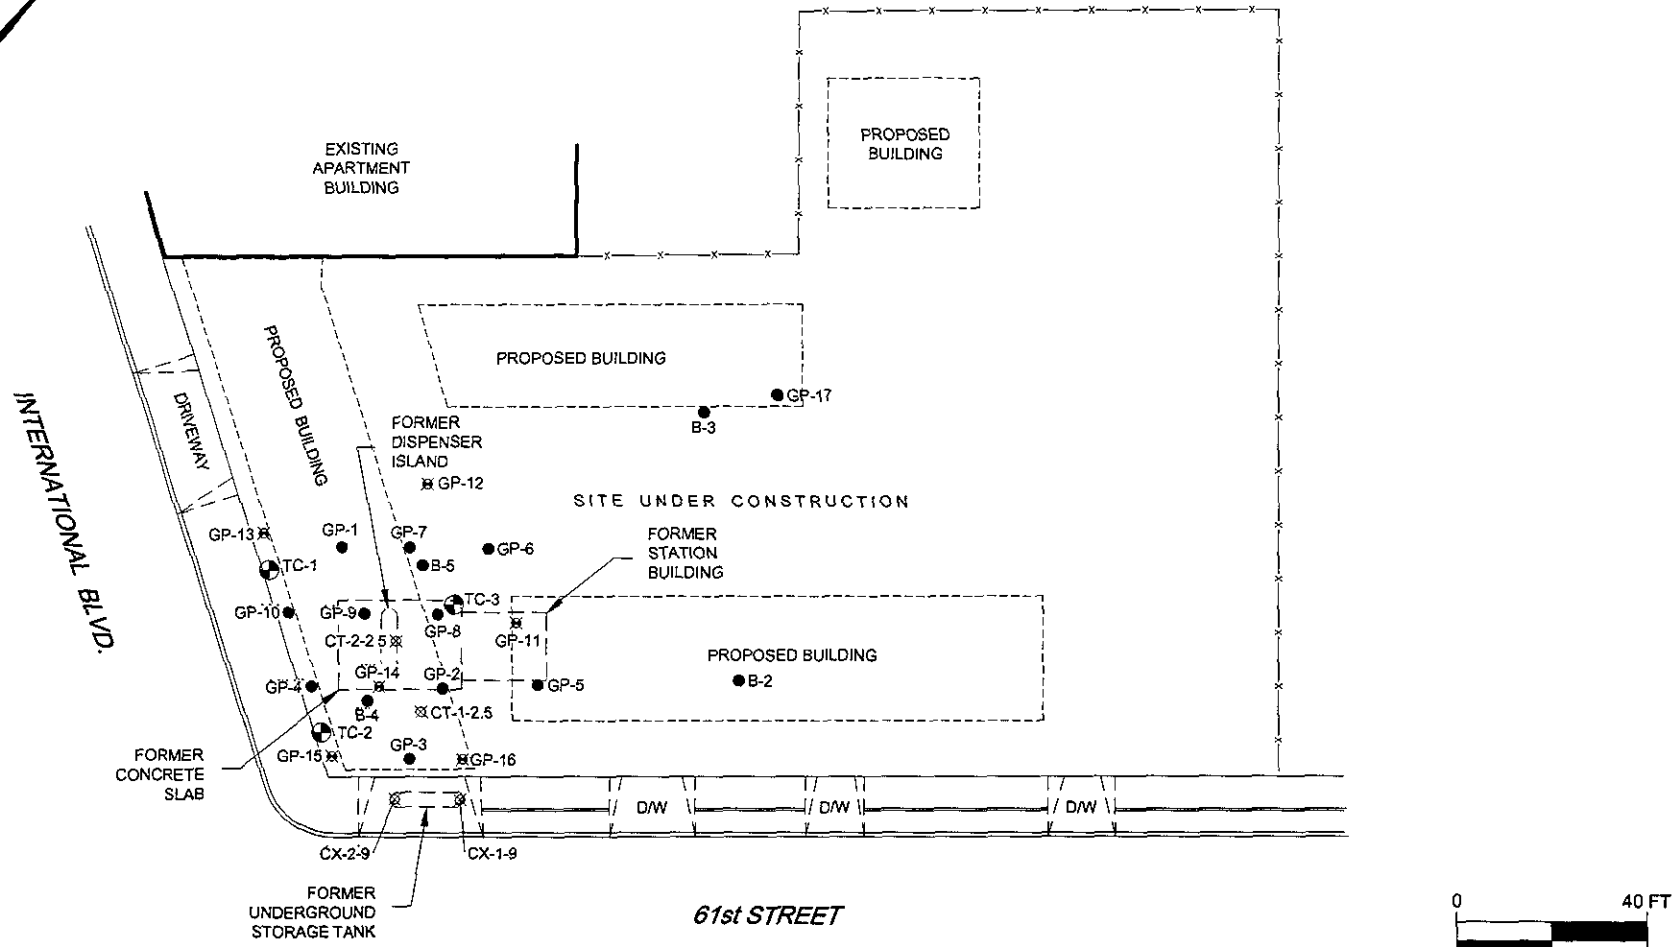 EXISTING
APARTMENT
BUILDING
PROPOSED
BUILDING
PROPOSED BUILDING
PROPOSED BUILDING
DRIVEWAY
INTERNATIONAL BLVD.
GP-17
B-3
FORMER
DISPENSER
ISLAND
GP-12
SITE UNDER CONSTRUCTION
FORMER
STATION
BUILDING
GP-13
GP-1
GP-7
GP-6
TC-1
B-5
TC-3
GP-10
GP-9
GP-8
GP-11
CT-2-2 5
PROPOSED BUILDING
GP-14
GP-2
GP-4
GP-5
B-2
B-4
CT-1-2.5
TC-2
GP-3
GP-15
GP-16
FORMER
CONCRETE
SLAB
D/W
D/W
D/W
CX-2-9
CX-1-9
FORMER
UNDERGROUND
STORAGE TANK
61st STREET
0
40 FT